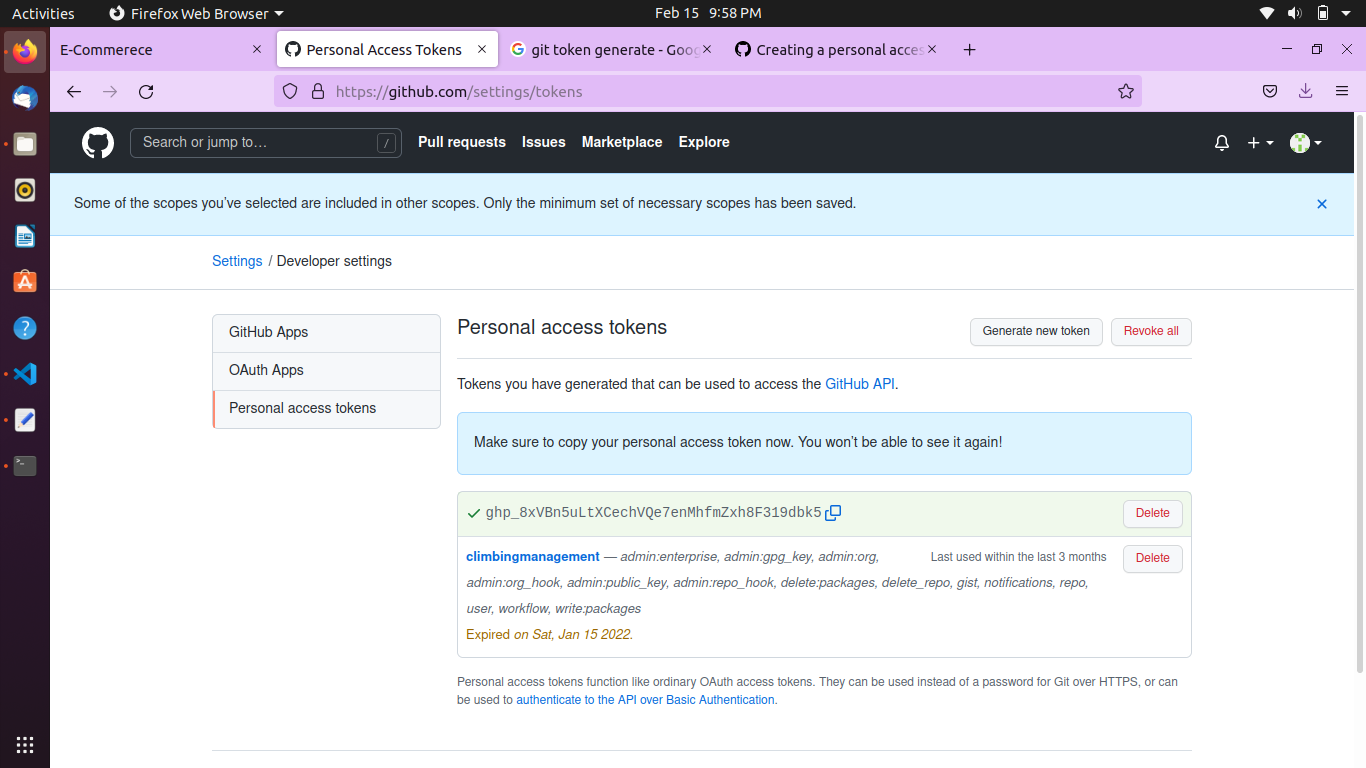 Activities
Firefox Web Browser
Feb 15 9:58 PM
E-Commerece
Personal Access Tokens
git token generate - Goog
Creating a personal acces
https://github.com/settings/tokens
Search or jump to…
/
Pull requests
Issues
Marketplace
Explore
Some of the scopes you've selected are included in other scopes. Only the minimum set of necessary scopes has been saved.
Settings / Developer settings
GitHub Apps
OAuth Apps
Personal access tokens
Personal access tokens
Generate new token
Revoke all
Tokens you have generated that can be used to access the GitHub API.
Make sure to copy your personal access token now. You won't be able to see it again!
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
Delete
climbingmanagement — admin:enterprise, admin:gpg_key, admin:org,
Last used within the last 3 months
Delete
admin:org_hook, admin:public_key, admin:repo_hook, delete:packages, delete_repo, gist, notifications, repo,
user, workflow, write:packages
Expired on Sat, Jan 15 2022.
Personal access tokens function like ordinary OAuth access tokens. They can be used instead of a password for Git over HTTPS, or can
be used to authenticate to the API over Basic Authentication.